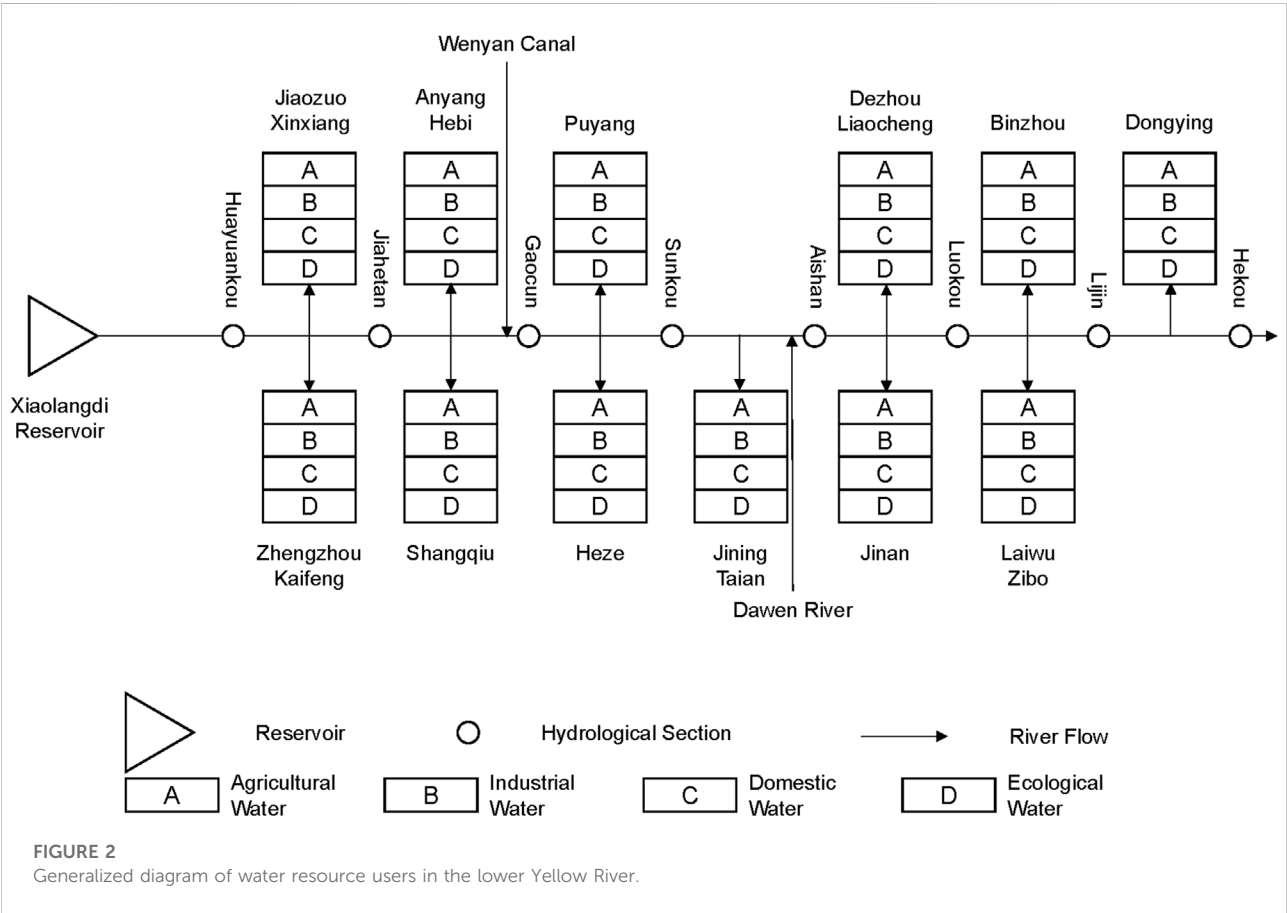 Wenyan Canal
Jiaozuo
Xinxiang
Anyang
Hebi
Puyang
Dezhou
Liaocheng
Binzhou
Dongying
A
B
C
D
A
B
C
D
A
B
C
D
A
B
C
D
A
B
C
D
A
B
C
D
Huayuankou
Jiahetan
Gaocun
Sunkou
Aishan
Luokou
Lijin
Hekou
Xiaolangdi
Reservoir
A
B
C
D
A
B
C
D
A
B
C
D
A
B
C
D
A
B
C
D
A
B
C
D
Zhengzhou
Kaifeng
Shangqiu
Heze
Jining
Taian
Jinan
Laiwu
Zibo
Dawen River
Reservoir
Hydrological Section
River Flow
A
Agricultural
Water
B
Industrial
Water
C
Domestic
Water
D
Ecological
Water
FIGURE 2
Generalized diagram of water resource users in the lower Yellow River.